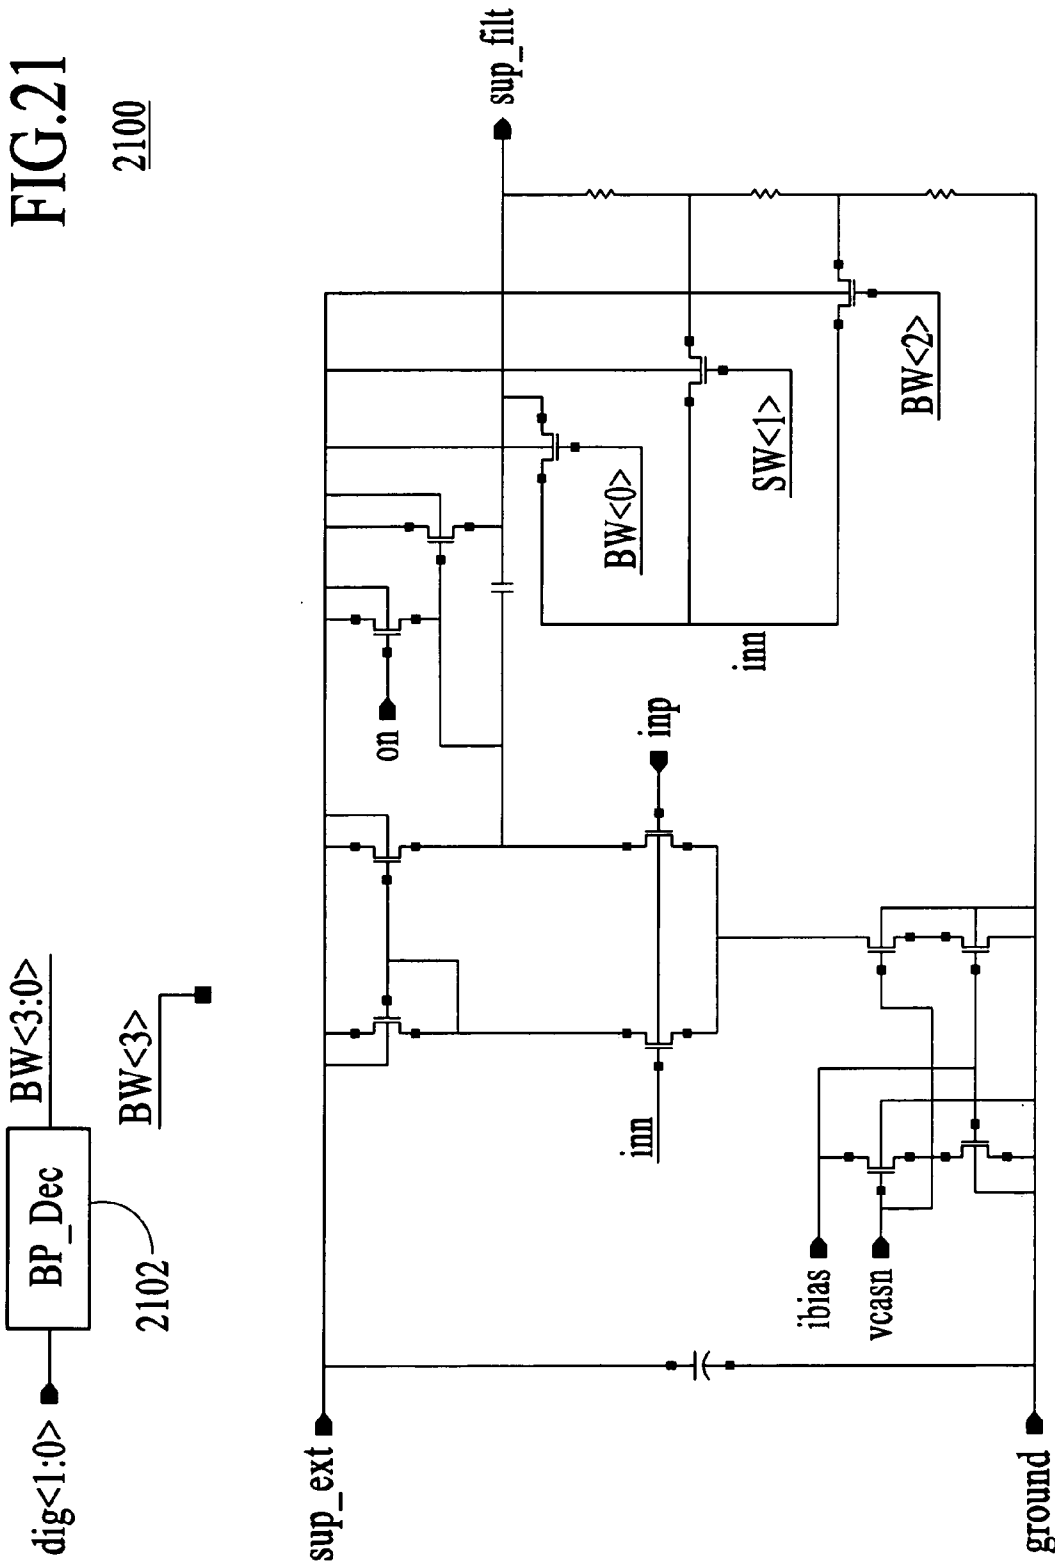 FIG.21
2100
dig<1:0>
BP_Dec
BW<3:0>
2102
BW<3>
sup_ext
sup_filt
on
BW<0>
SW<1>
BW<2>
inn
inp
inn
ibias
vcasn
ground